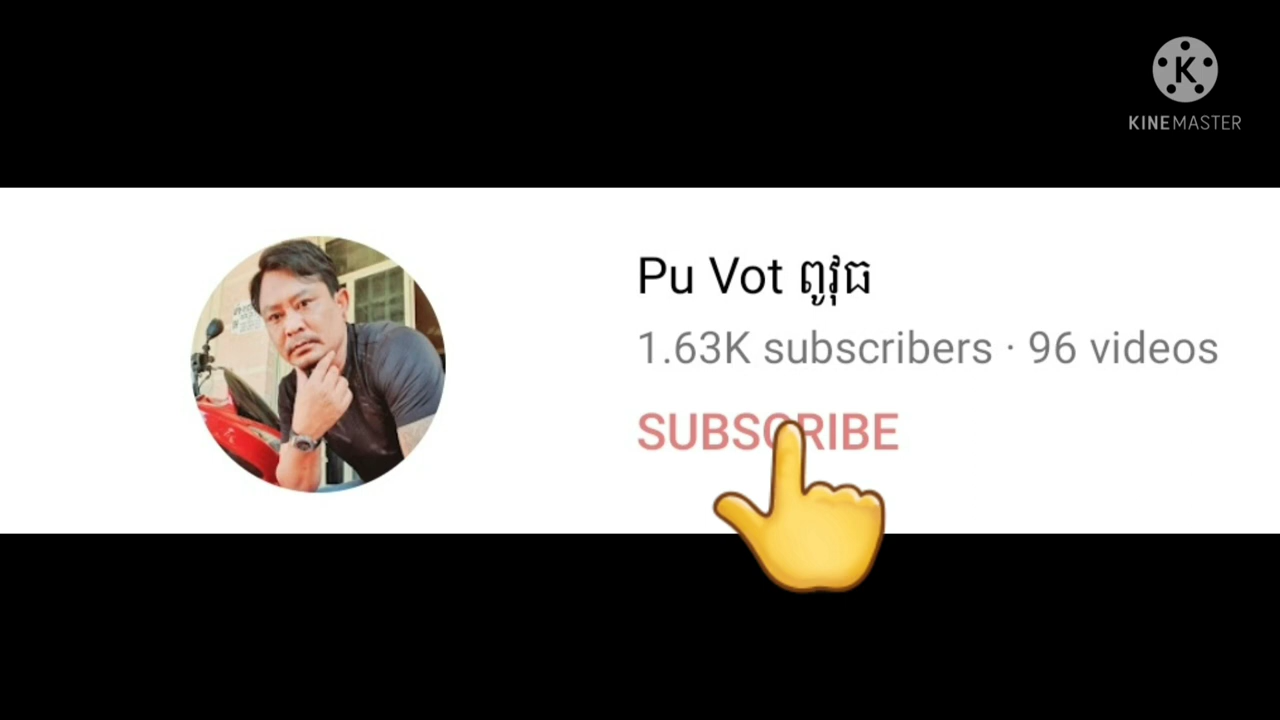 K
KINEMASTER
Pu Vot ពូវុធ
1.63K subscribers · 96 videos
SUBSCRIBE